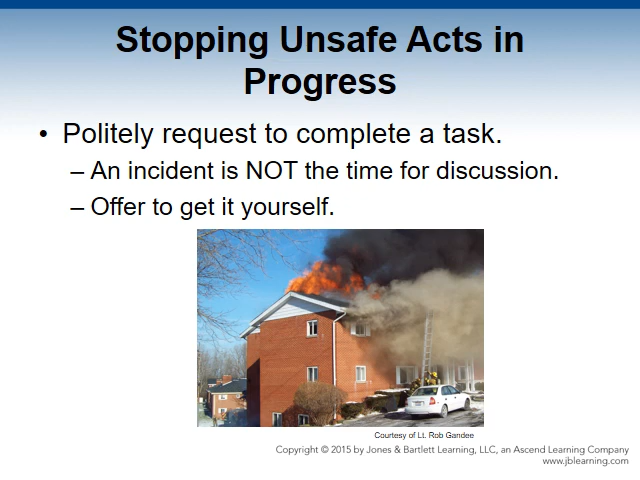 Stopping Unsafe Acts in
Progress
• Politely request to complete a task.
– An incident is NOT the time for discussion.
– Offer to get it yourself.
Courtesy of Lt. Rob Gandee
Copyright © 2015 by Jones & Bartlett Learning, LLC, an Ascend Learning Company
www.jblearning.com